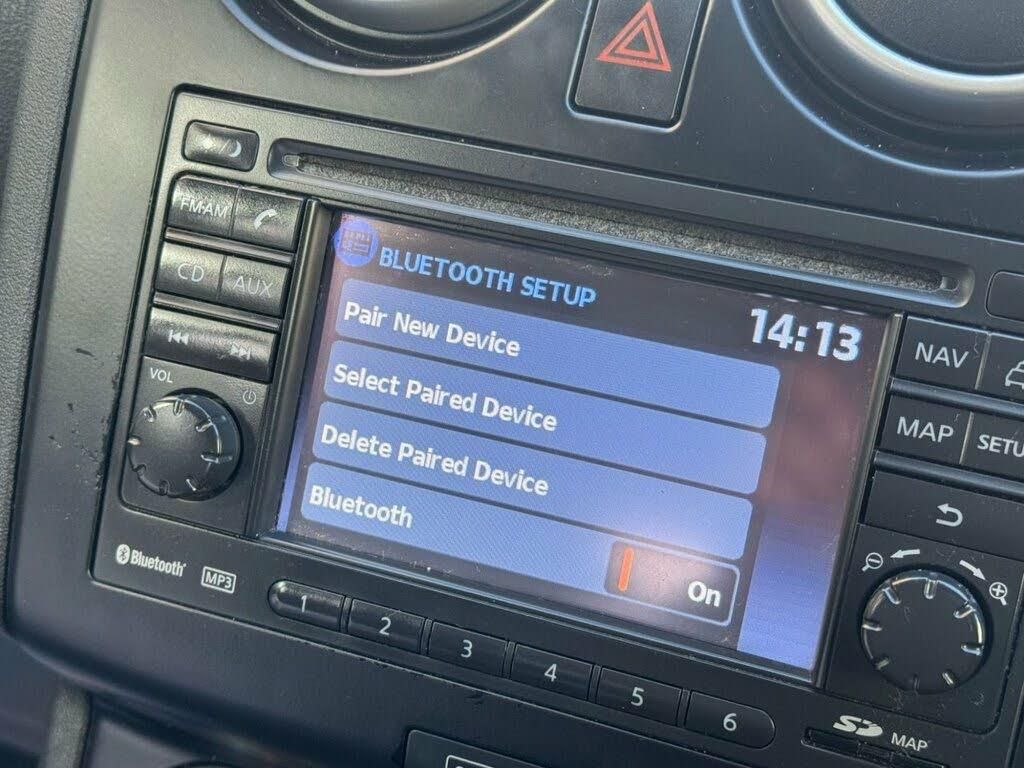 FM·AM
CD
AUX
VOL
BLUETOOTH SETUP
14:13
Pair New Device
Select Paired Device
Delete Paired Device
Bluetooth
On
NAV
MAP
SETU
Bluetooth
MP3
1
2
3
4
5
6
SD
MAP